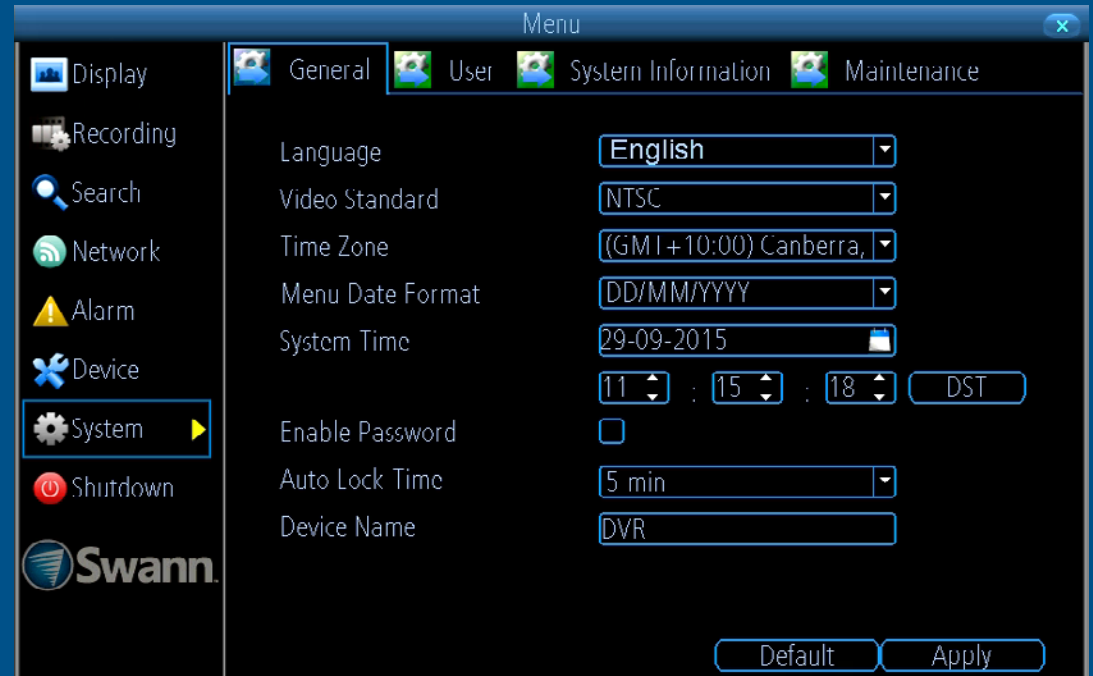 Menu
Display
Recording
Search
Network
Alarm
Device
System
Shutdown
Swann
General User System Information Maintenance
Language English
Video Standard NTSC
Time Zone (GMT+10:00) Canberra,
Menu Date Format DD/MM/YYYY
System Time 29-09-2015
11 : 15 : 18 DST
Enable Password
Auto Lock Time 5 min
Device Name DVR
Default Apply